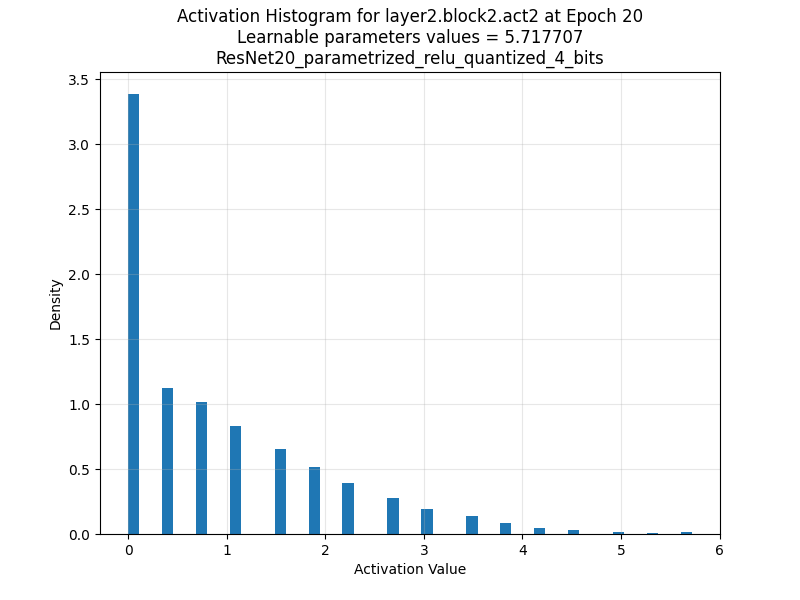 Activation Histogram for layer2.block2.act2 at Epoch 20
Learnable parameters values = 5.717707
ResNet20_parametrized_relu_quantized_4_bits
3.5
3.0
2.5
2.0
1.5
1.0
0.5
0.0
Density
0 1 2 3 4 5 6
Activation Value